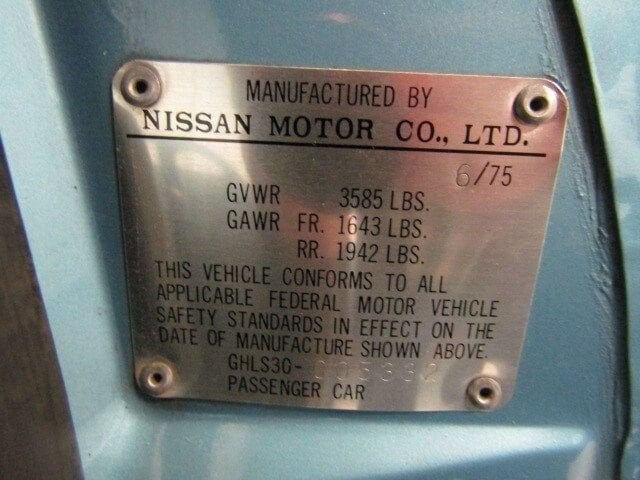 MANUFACTURED BY
NISSAN MOTOR CO., LTD.
6/75
GVWR 3585 LBS.
GAWR FR. 1643 LBS.
RR. 1942 LBS.
THIS VEHICLE CONFORMS TO ALL
APPLICABLE FEDERAL MOTOR VEHICLE
SAFETY STANDARDS IN EFFECT ON THE
DATE OF MANUFACTURE SHOWN ABOVE.
GHLS30-
PASSENGER CAR